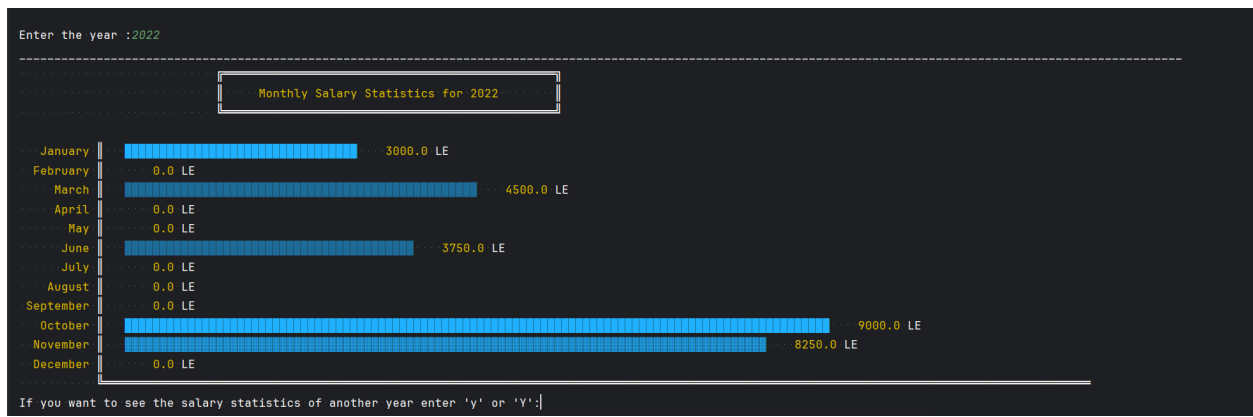 Enter the year :2022
Monthly Salary Statistics for 2022
January 3000.0 LE
February 0.0 LE
March 4500.0 LE
April 0.0 LE
May 0.0 LE
June 3750.0 LE
July 0.0 LE
August 0.0 LE
September 0.0 LE
October 9000.0 LE
November 8250.0 LE
December 0.0 LE
If you want to see the salary statistics of another year enter 'y' or 'Y':